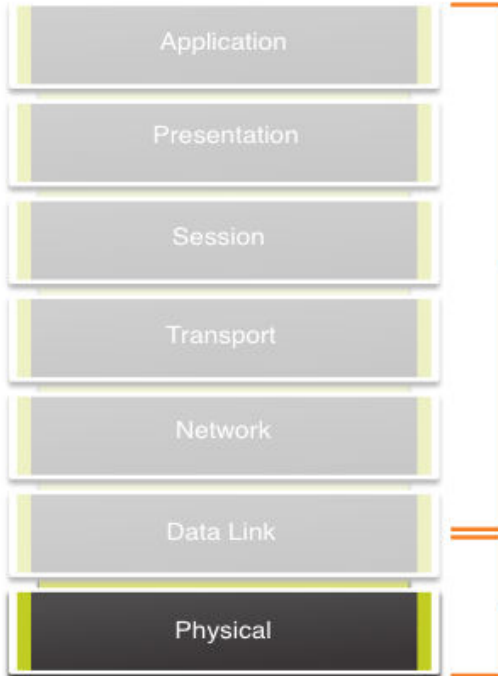 Application
Presentation
Session
Transport
Network
Data Link
Physical